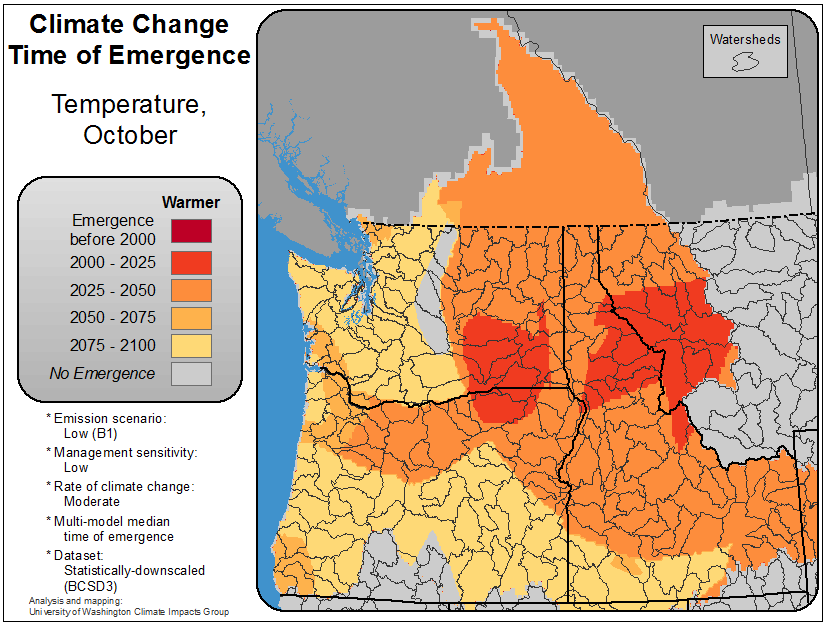 Climate Change
Time of Emergence
Temperature,
October
Warmer
Emergence
before 2000
2000 - 2025
2025 - 2050
2050 - 2075
2075 - 2100
No Emergence
* Emission scenario:
Low (B1)
* Management sensitivity:
Low
* Rate of climate change:
Moderate
* Multi-model median
time of emergence
* Dataset:
Statistically-downscaled
(BCSD3)
Analysis and mapping:
University of Washington Climate Impacts Group
Watersheds